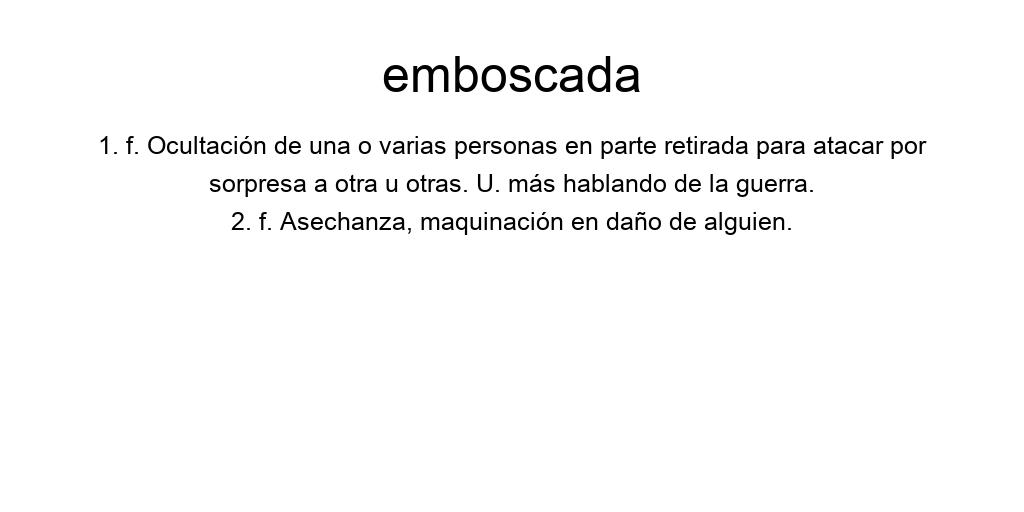 emboscada
1. f. Ocultación de una o varias personas en parte retirada para atacar por
sorpresa a otra u otras. U. más hablando de la guerra.
2. f. Asechanza, maquinación en daño de alguien.